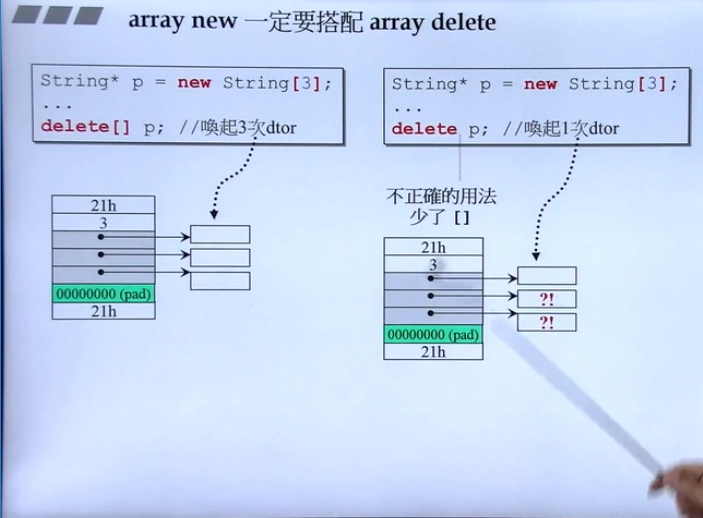 array new 一定要搭配 array delete
String* p = new String[3];
...
delete[] p; //喚起3次dtor
String* p = new String[3];
...
delete p; //喚起1次dtor
不正確的用法
少了 []
21h
3
00000000 (pad)
21h
21h
3
?!
?!
00000000 (pad)
21h